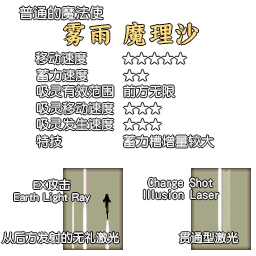 普通的魔法使
雾雨 魔理沙
移动速度 ☆☆☆☆☆
蓄力速度 ☆☆
吸灵有效范围 前方无限
吸灵移动速度 ☆☆☆
吸灵发生速度 ☆☆☆
特技 蓄力槽增量较大
EX攻击
Earth Light Ray
从后方发射的无礼激光
Charge Shot
Illusion Laser
贯通型激光